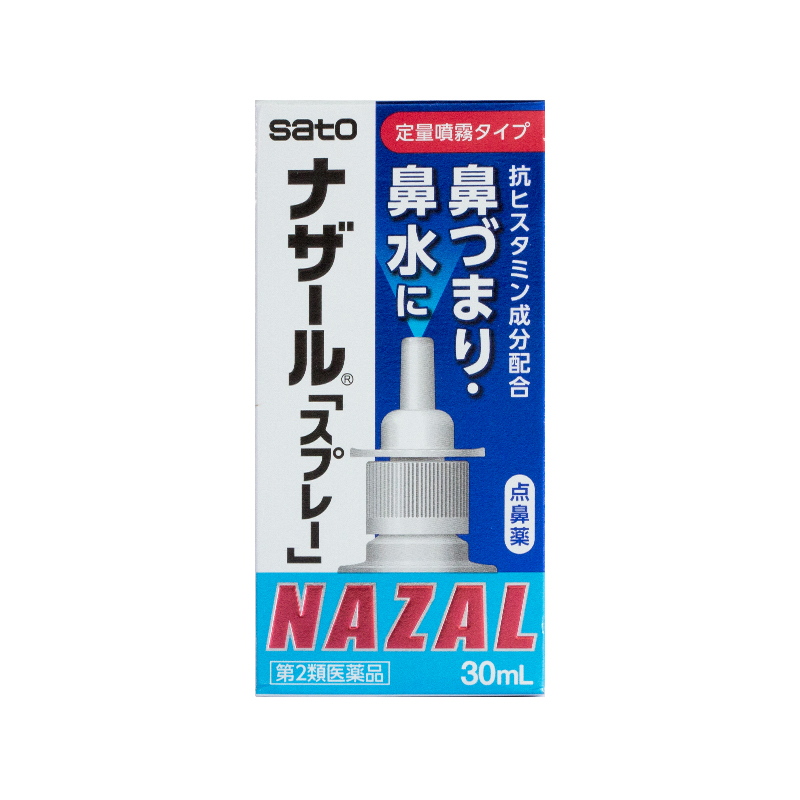 sato
定量噴霧タイプ
抗ヒスタミン成分配合
鼻づまり・
鼻水に
ナザール®「スプレー」
点鼻薬
NAZAL
第2類医薬品
30mL